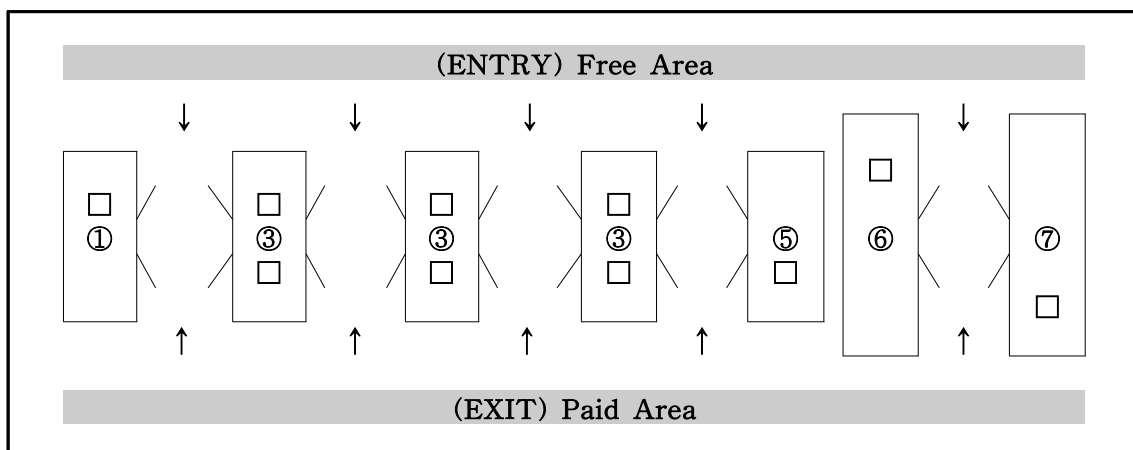 (ENTRY) Free Area
① ③ ③ ③ ⑤ ⑥ ⑦
(EXIT) Paid Area